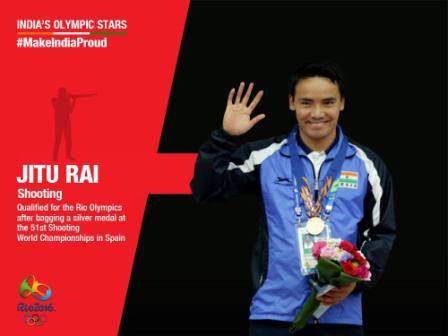 INDIA'S OLYMPIC STARS
#MakeIndiaProud
JITU RAI
Shooting
Qualified for the Rio Olympics
after bagging a silver medal at
the 51st Shooting
World Championships in Spain
Rio2016